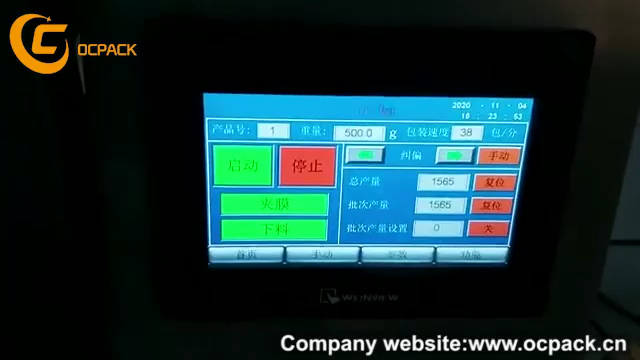 OCPACK
2020 - 11 - 04
16 : 23 : 53
产品号: 1 重量: 500.0 g 包装速度 38 包/分
启动 停止 纠偏 手动
总产量 1565 复位
夹膜 批次产量 1565 复位
下料 批次产量设置 0 关
首页 手动 参数 功能
WEINVIEW
Company website:www.ocpack.cn